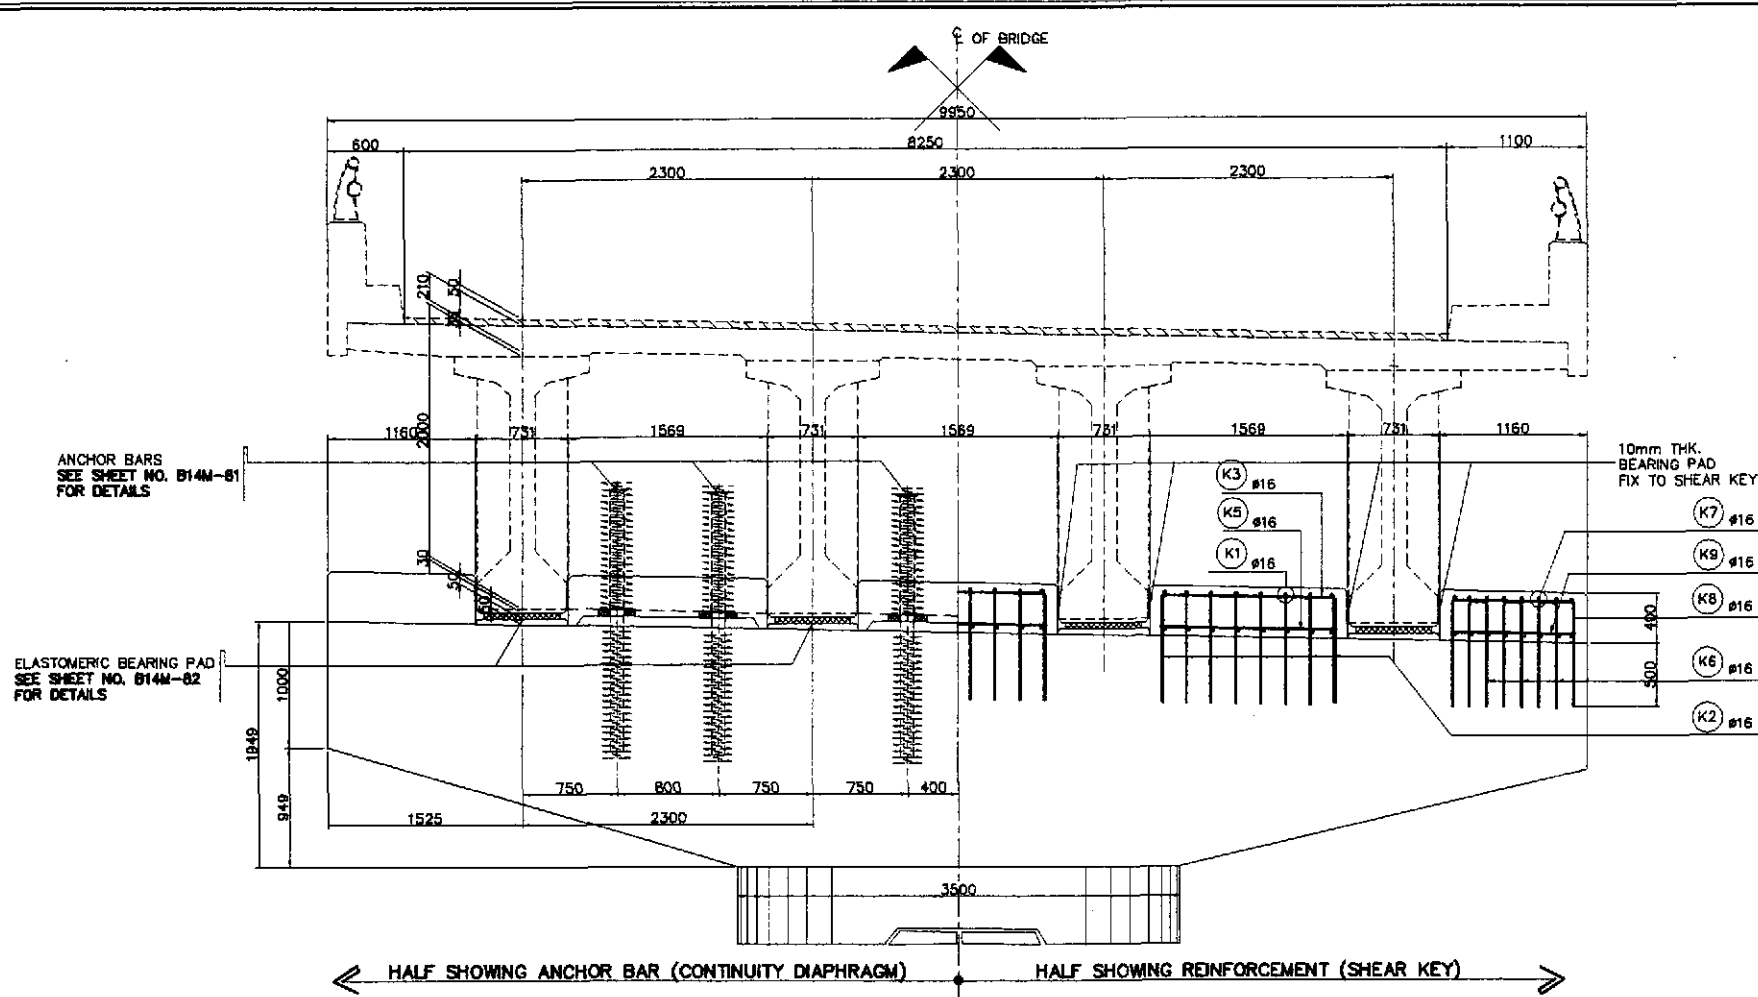 ℄ OF BRIDGE
9950
600
8250
1100
2300
2300
2300
210
50
2000
1160
731
1569
731
1569
731
1569
731
1160
ANCHOR BARS
SEE SHEET NO. B14M-61
FOR DETAILS
10mm THK.
BEARING PAD
FIX TO SHEAR KEY
K3 ø16
K5 ø16
K1 ø16
K7 ø16
K9 ø16
K8 ø16
K6 ø16
K2 ø16
30
50
400
500
ELASTOMERIC BEARING PAD
SEE SHEET NO. B14M-62
FOR DETAILS
1000
1949
949
750
800
750
750
400
1525
2300
3500
HALF SHOWING ANCHOR BAR (CONTINUITY DIAPHRAGM)
HALF SHOWING REINFORCEMENT (SHEAR KEY)